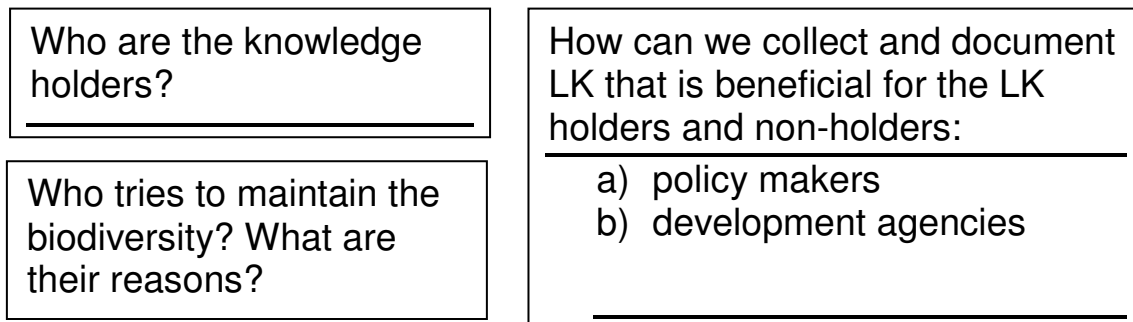 Who are the knowledge
holders?
Who tries to maintain the
biodiversity? What are
their reasons?
How can we collect and document
LK that is beneficial for the LK
holders and non-holders:
a) policy makers
b) development agencies